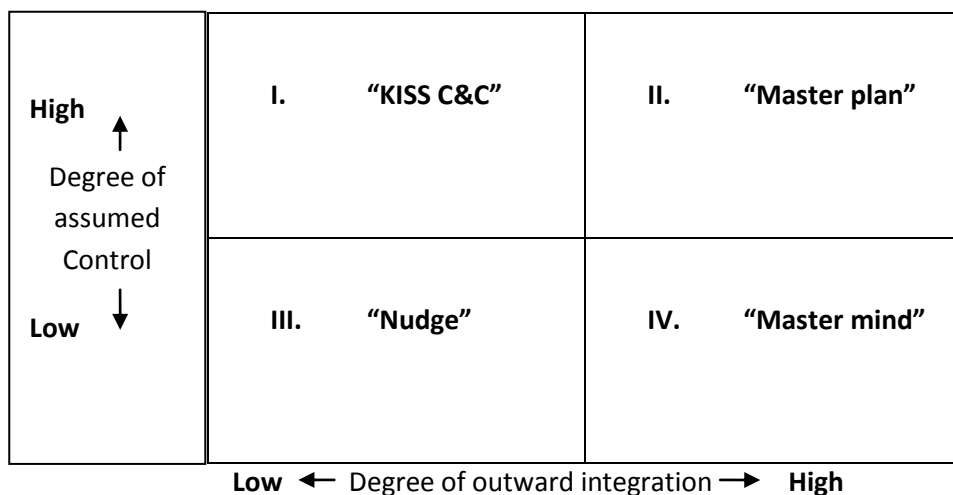 I. “KISS C&C”
II. “Master plan”
High
Degree of
assumed
Control
Low
III. “Nudge”
IV. “Master mind”
Low Degree of outward integration High